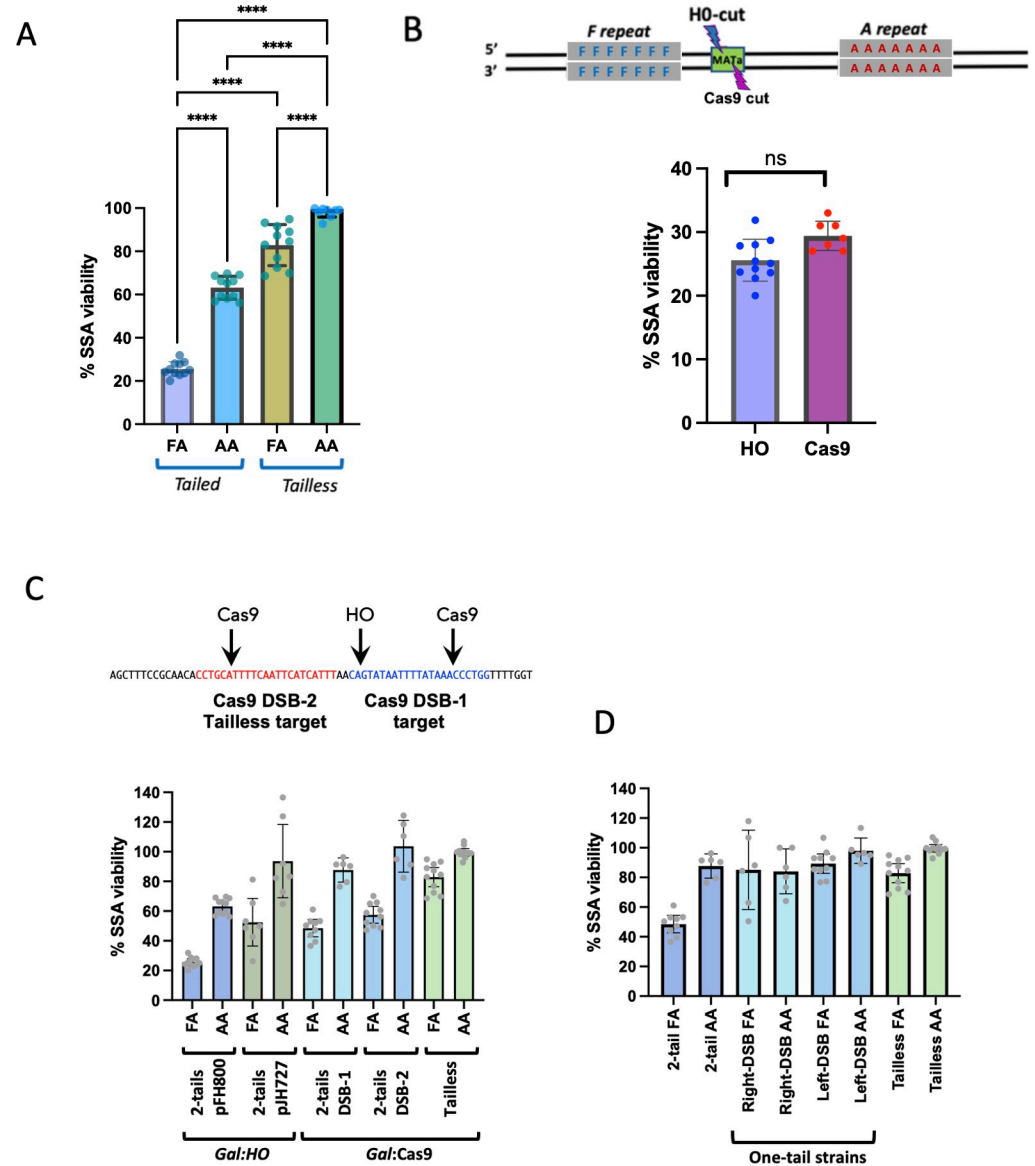 A
****
****
****
**** ****
% SSA viability
100
80
60
40
20
0
FA AA FA AA
Tailed Tailless
B
H0-cut
F repeat A repeat
5’ F F F F F F F MATa A A A A A A A
3’ F F F F F F F A A A A A A A
Cas9 cut
ns
% SSA viability
40
30
20
10
0
HO Cas9
C
Cas9 HO Cas9
AGCTTTCCGCAACACCTGCATTTTCAATTCATCATTTAACAGTATAATTTTATAAACCCTGGTTTTGGT
Cas9 DSB-2 Cas9 DSB-1
Tailless target target
% SSA viability
140
120
100
80
60
40
20
0
FA AA FA AA FA AA FA AA FA AA
2-tails pFH800
2-tails pJH727
2-tails DSB-1
2-tails DSB-2
Tailless
Gal:HO Gal:Cas9
D
% SSA viability
140
120
100
80
60
40
20
0
2-tail FA
2-tail AA
Right-DSB FA
Right-DSB AA
Left-DSB FA
Left-DSB AA
Tailless FA
Tailless AA
One-tail strains